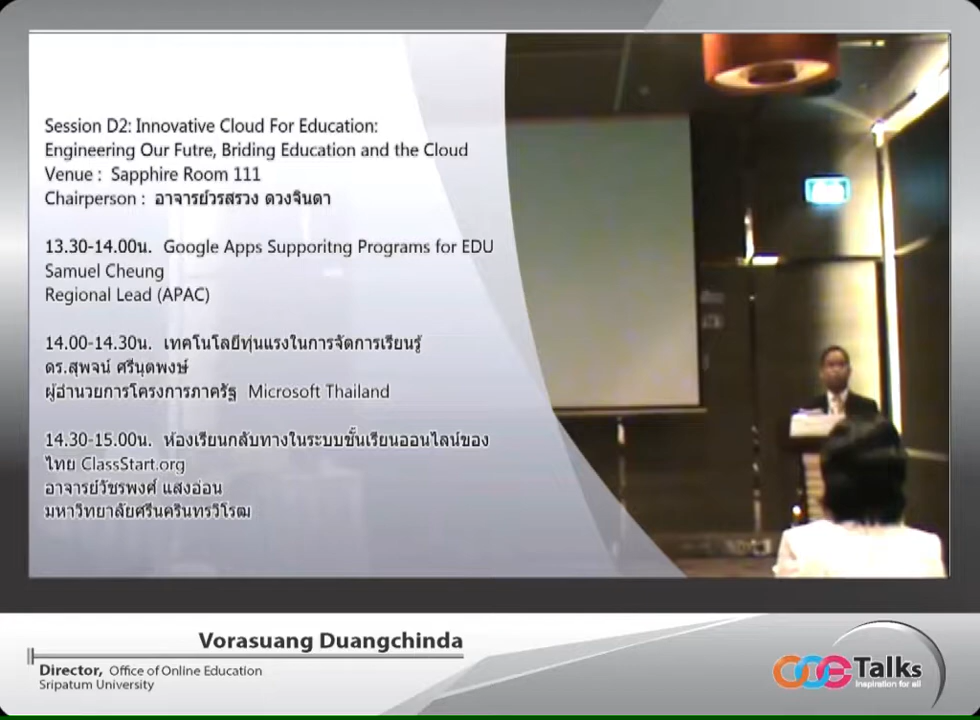 Session D2: Innovative Cloud For Education:
Engineering Our Futre, Briding Education and the Cloud
Venue : Sapphire Room 111
Chairperson : อาจารย์วรสรวง ดวงจินดา
13.30-14.00น. Google Apps Supporitng Programs for EDU
Samuel Cheung
Regional Lead (APAC)
14.00-14.30น. เทคโนโลยีทุ่นแรงในการจัดการเรียนรู้
ดร.สุพจน์ ศรีนุตพงษ์
ผู้อำนวยการโครงการภาครัฐ Microsoft Thailand
14.30-15.00น. ห้องเรียนกลับทางในระบบชั้นเรียนออนไลน์ของ
ไทย ClassStart.org
อาจารย์วัชรพงศ์ แสงอ่อน
มหาวิทยาลัยศรีนครินทรวิโรฒ
Vorasuang Duangchinda
Director, Office of Online Education
Sripatum University
Talks
Inspiration for all